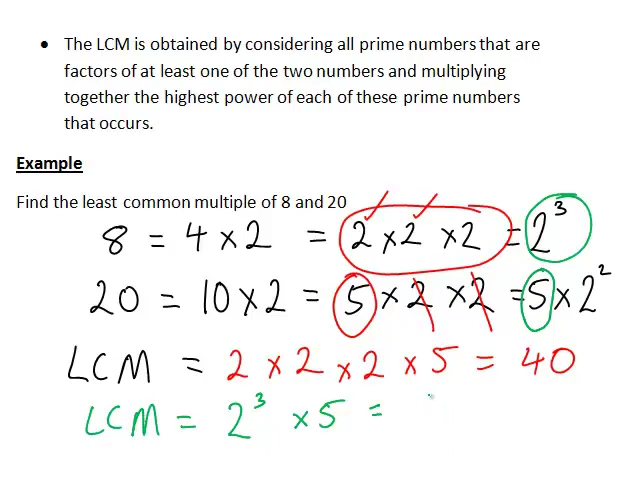 • The LCM is obtained by considering all prime numbers that are
factors of at least one of the two numbers and multiplying
together the highest power of each of these prime numbers
that occurs.
Example
Find the least common multiple of 8 and 20
8 = 4 × 2 = 2 × 2 × 2 = 2³
20 = 10 × 2 = 5 × 2 × 2 = 5 × 2²
LCM = 2 × 2 × 2 × 5 = 40
LCM = 2³ × 5 =